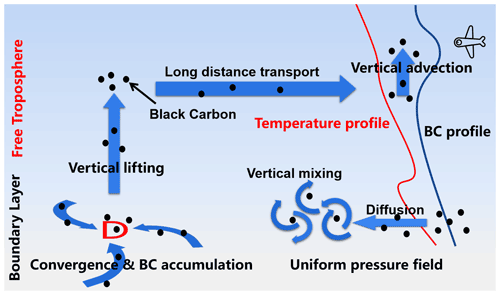 Free Troposphere
Boundary Layer
Long distance transport
Black Carbon
Vertical lifting
D
Convergence & BC accumulation
Vertical advection
Temperature profile
BC profile
Vertical mixing
Diffusion
Uniform pressure field